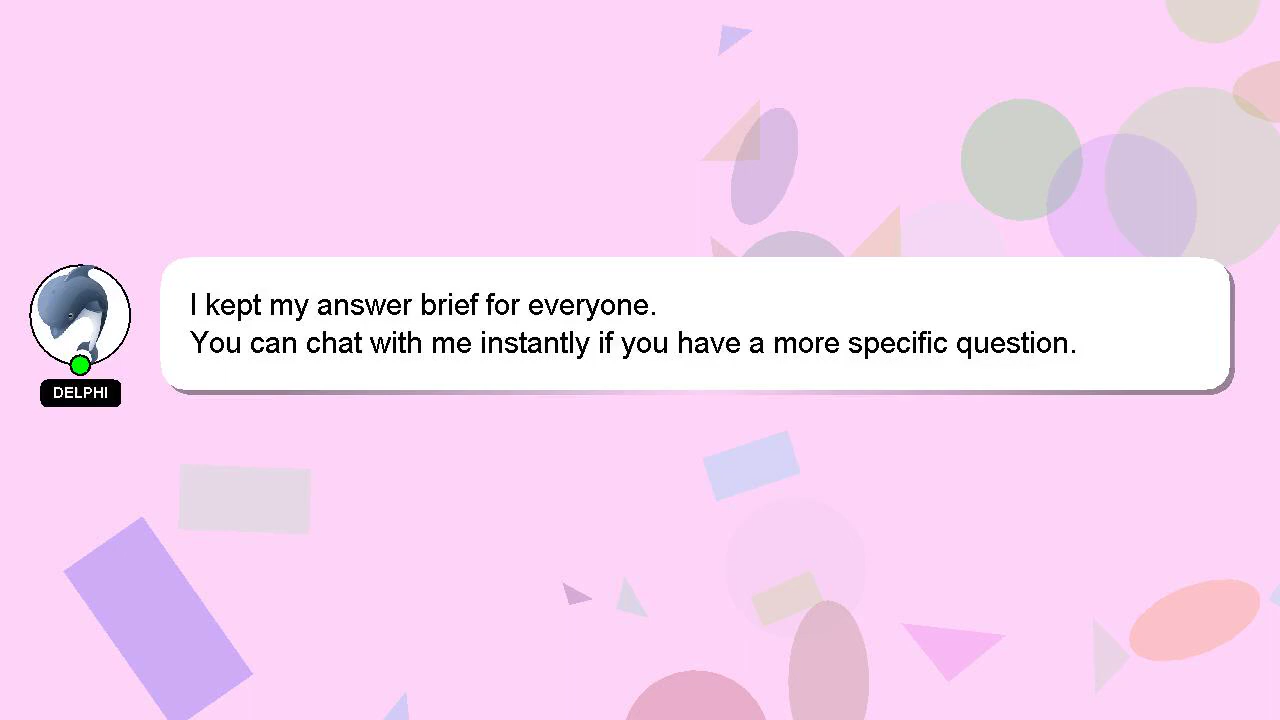 I kept my answer brief for everyone.
You can chat with me instantly if you have a more specific question.
DELPHI